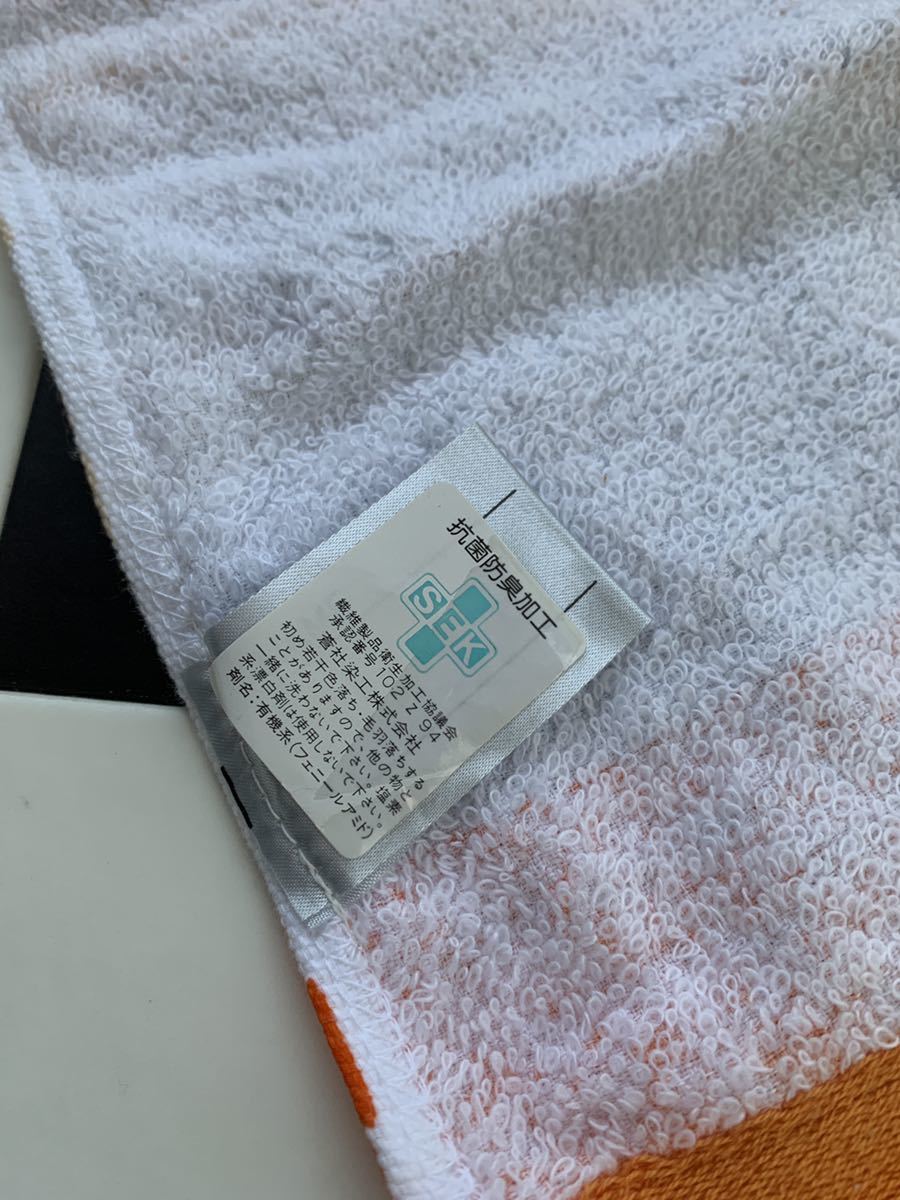 抗菌防臭加工
SEK
繊維製品衛生加工協議会
承認番号102Z94
蒼社染工株式会社
初め若干色落ち、毛羽落ちする
ことがありますので、他の物と
一緒に洗わないで下さい。塩素
系漂白剤は使用しないで下さい。
剤名:有機系(フェニールアミド)